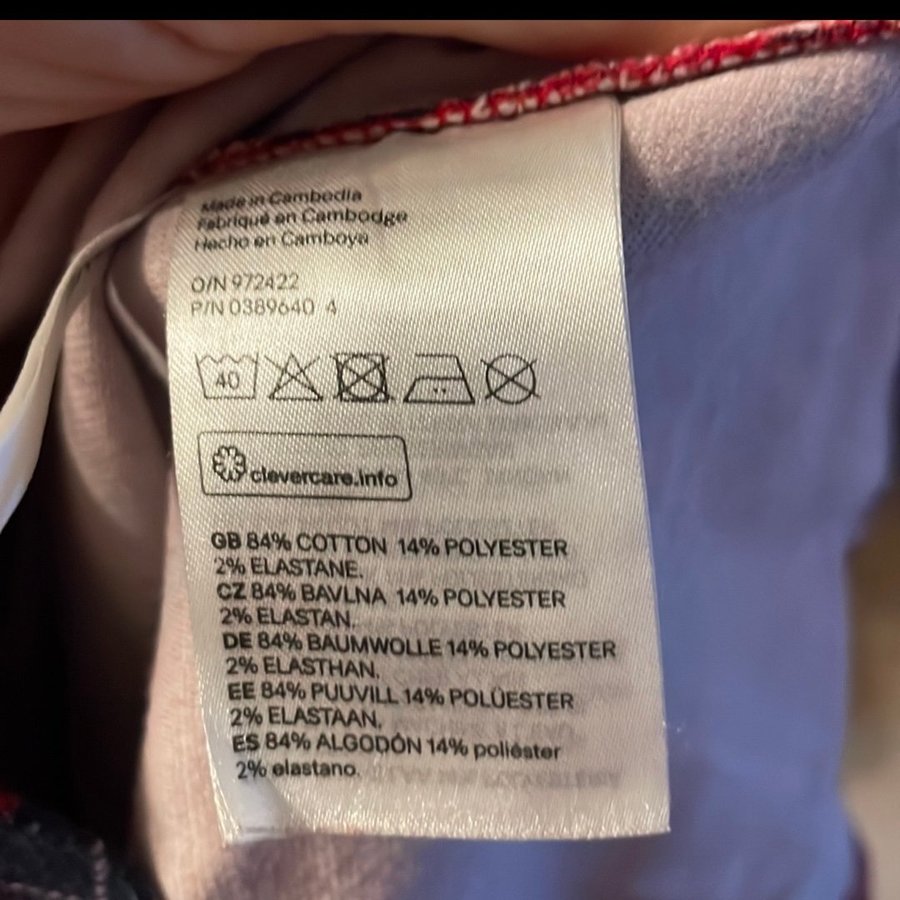 Made in Cambodia
Fabriqué en Cambodge
Hecho en Camboya
O/N 972422
P/N 0389640 4
40
clevercare.info
GB 84% COTTON 14% POLYESTER
2% ELASTANE.
CZ 84% BAVLNA 14% POLYESTER
2% ELASTAN.
DE 84% BAUMWOLLE 14% POLYESTER
2% ELASTHAN.
EE 84% PUUVILL 14% POLÜESTER
2% ELASTAAN.
ES 84% ALGODÓN 14% poliéster
2% elastano.